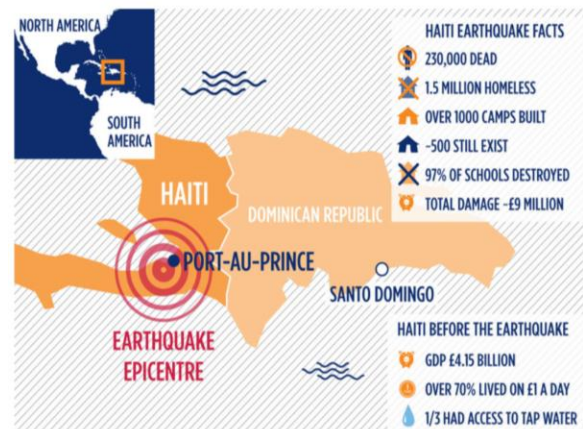 NORTH AMERICA
SOUTH
AMERICA
HAITI
DOMINICAN REPUBLIC
PORT-AU-PRINCE
SANTO DOMINGO
EARTHQUAKE
EPICENTRE
HAITI EARTHQUAKE FACTS
230,000 DEAD
1.5 MILLION HOMELESS
OVER 1000 CAMPS BUILT
~500 STILL EXIST
97% OF SCHOOLS DESTROYED
TOTAL DAMAGE ~£9 MILLION
HAITI BEFORE THE EARTHQUAKE
GDP £4.15 BILLION
OVER 70% LIVED ON £1 A DAY
1/3 HAD ACCESS TO TAP WATER